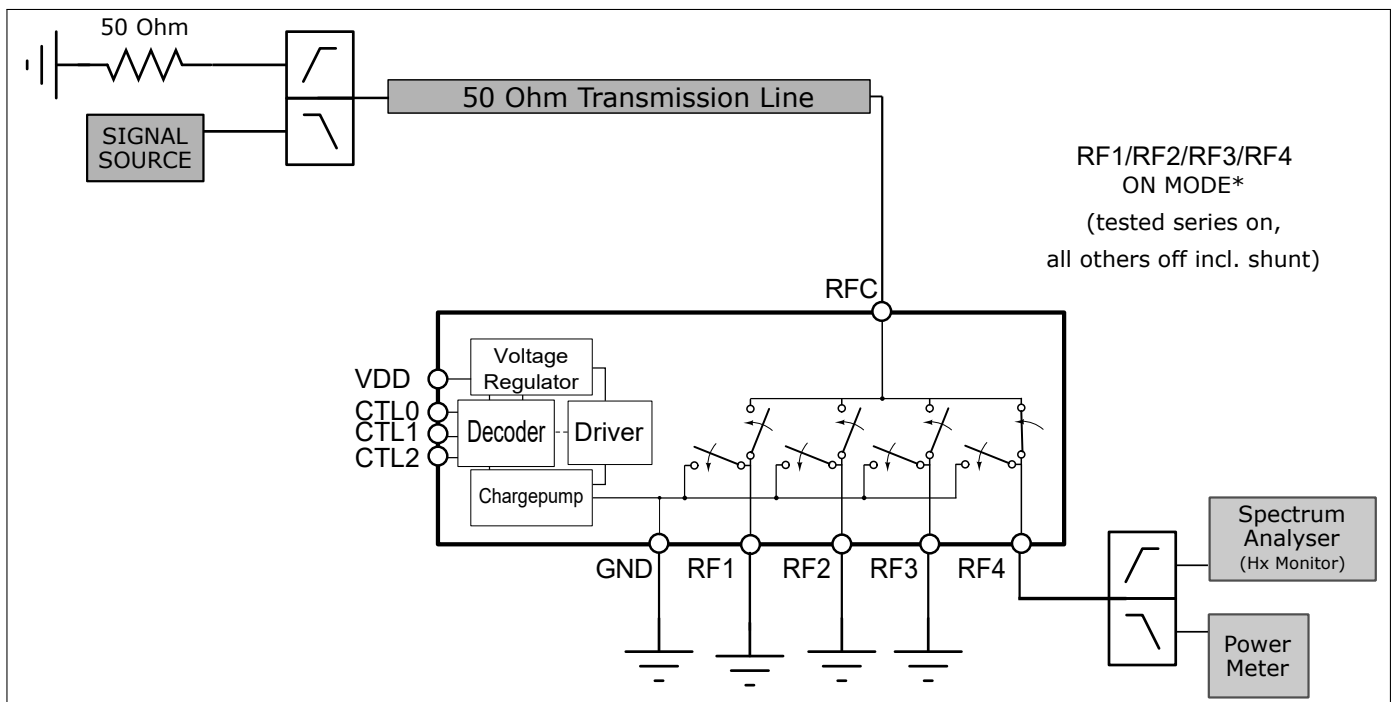 50 Ohm
SIGNAL
SOURCE
50 Ohm Transmission Line
RF1/RF2/RF3/RF4
ON MODE*
(tested series on,
all others off incl. shunt)
RFC
VDD
CTL0
CTL1
CTL2
Voltage
Regulator
Decoder
Driver
Chargepump
GND
RF1
RF2
RF3
RF4
Spectrum
Analyser
(Hx Monitor)
Power
Meter